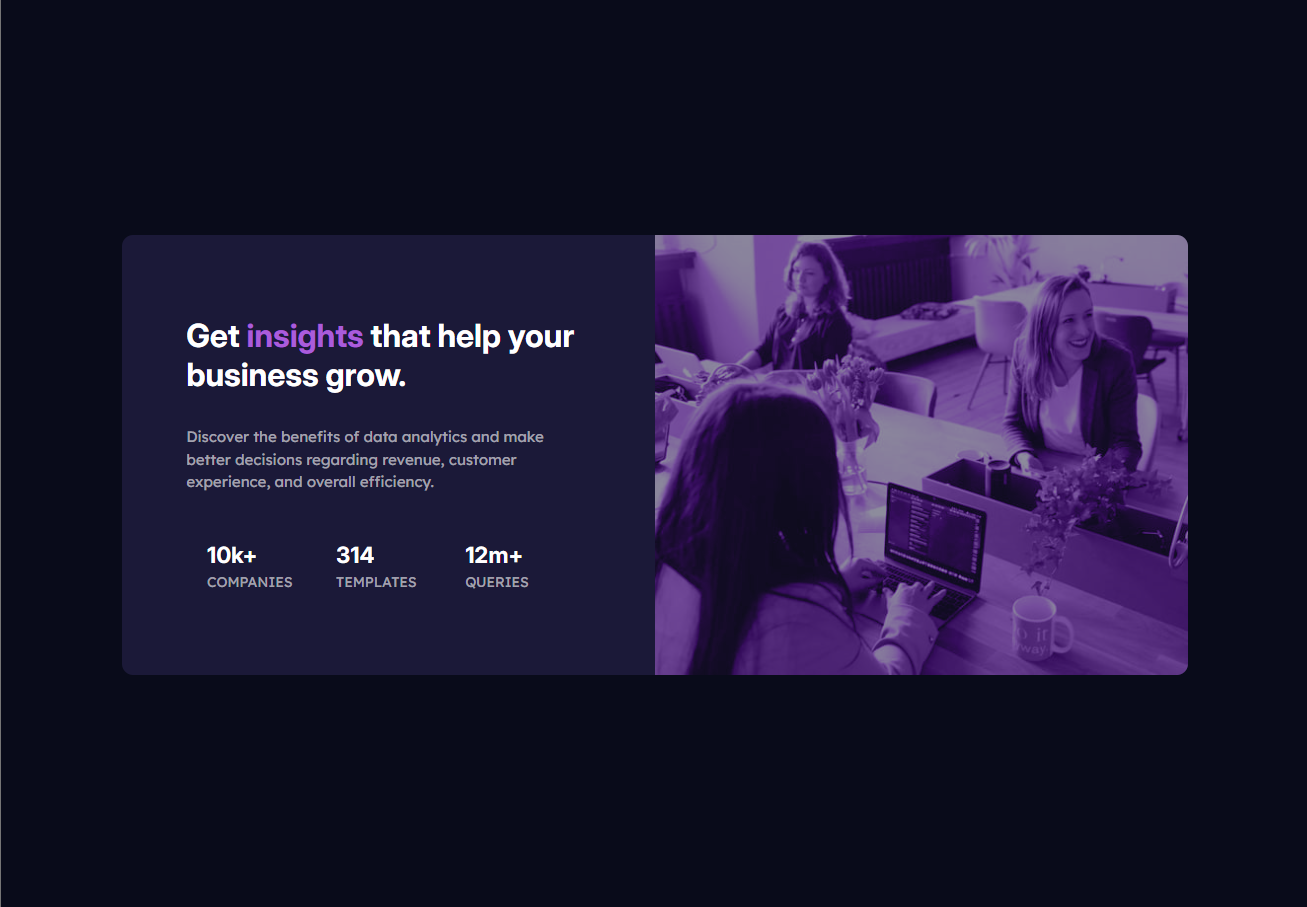 Get insights that help your
business grow.
Discover the benefits of data analytics and make
better decisions regarding revenue, customer
experience, and overall efficiency.
10k+ 314 12m+
COMPANIES TEMPLATES QUERIES